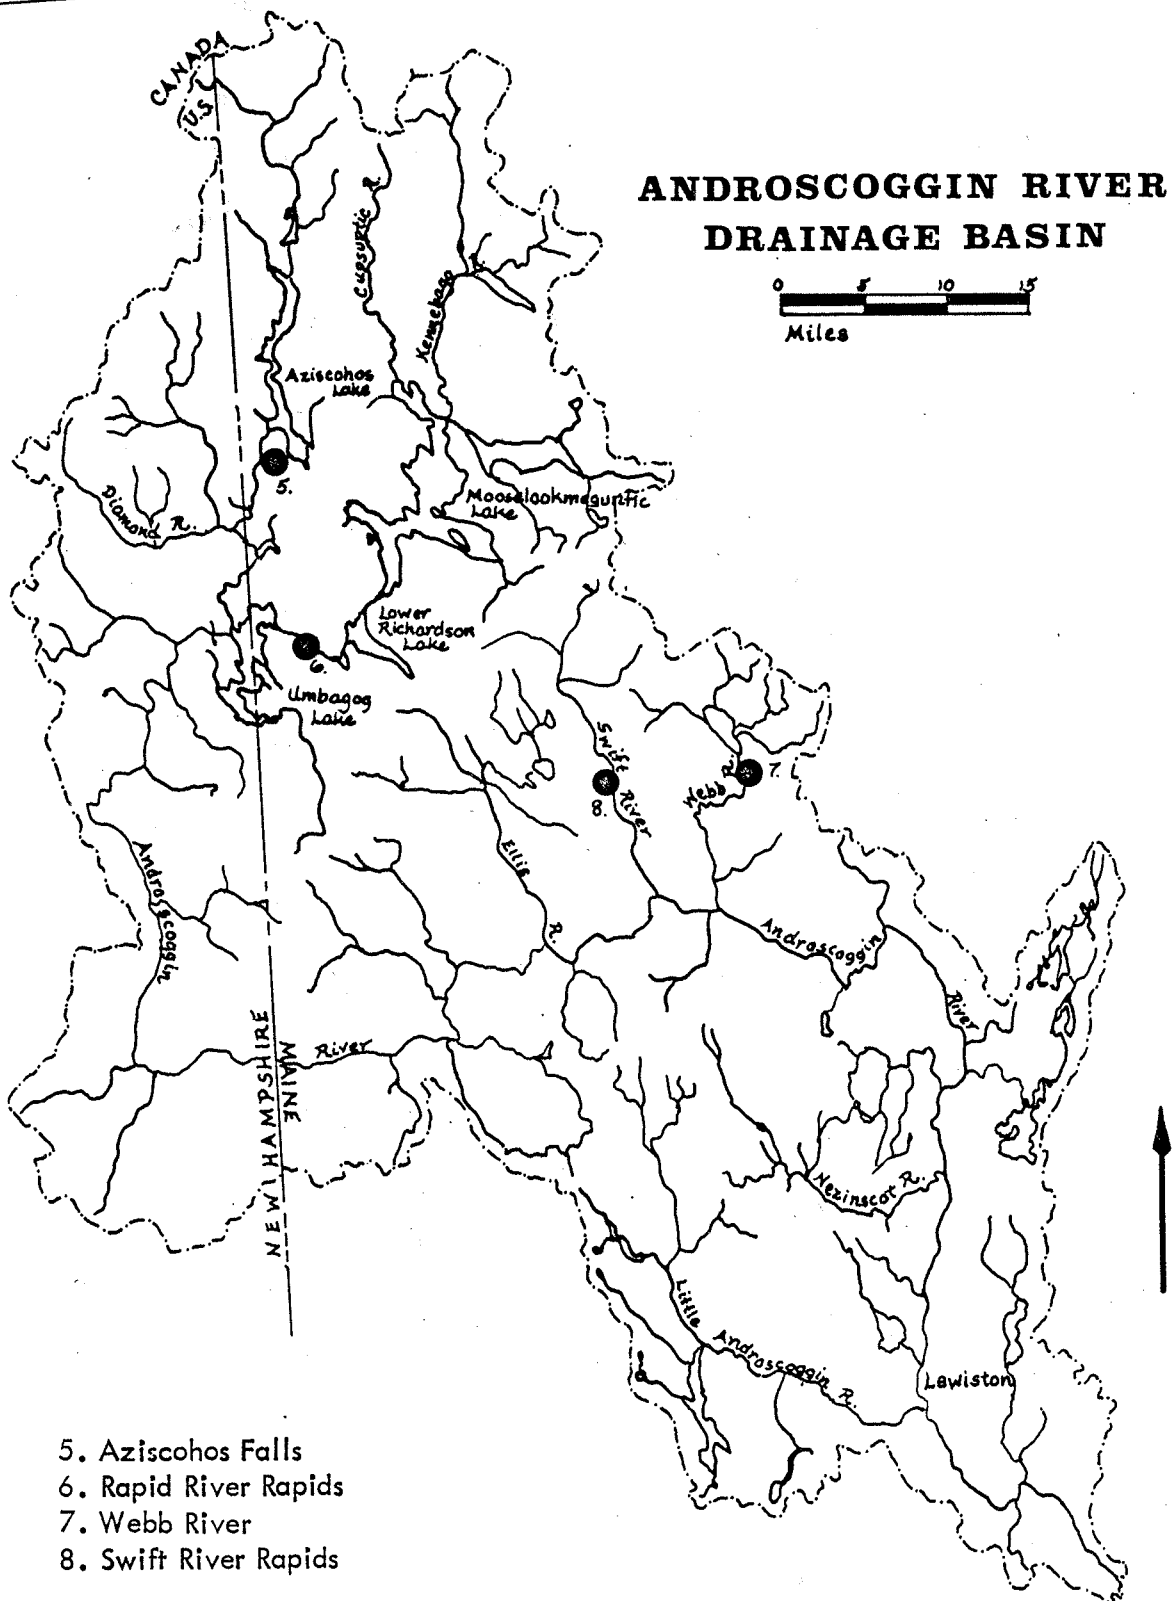 CANADA
U.S.
ANDROSCOGGIN RIVER
DRAINAGE BASIN
0 5 10 15
Miles
Cupsuptic R.
Kennebago R.
Aziscohos
Lake
5.
Diamond R.
Mooselookmeguntic
Lake
Lower
Richardson
Lake
6.
Umbagog
Lake
Swift
River
8.
Webb R.
7.
Androscoggin
Ellis
R.
Androscoggin
River
NEW HAMPSHIRE
MAINE
River
Nezinscot R.
Little
Androscoggin R.
Lewiston
5. Aziscohos Falls
6. Rapid River Rapids
7. Webb River
8. Swift River Rapids